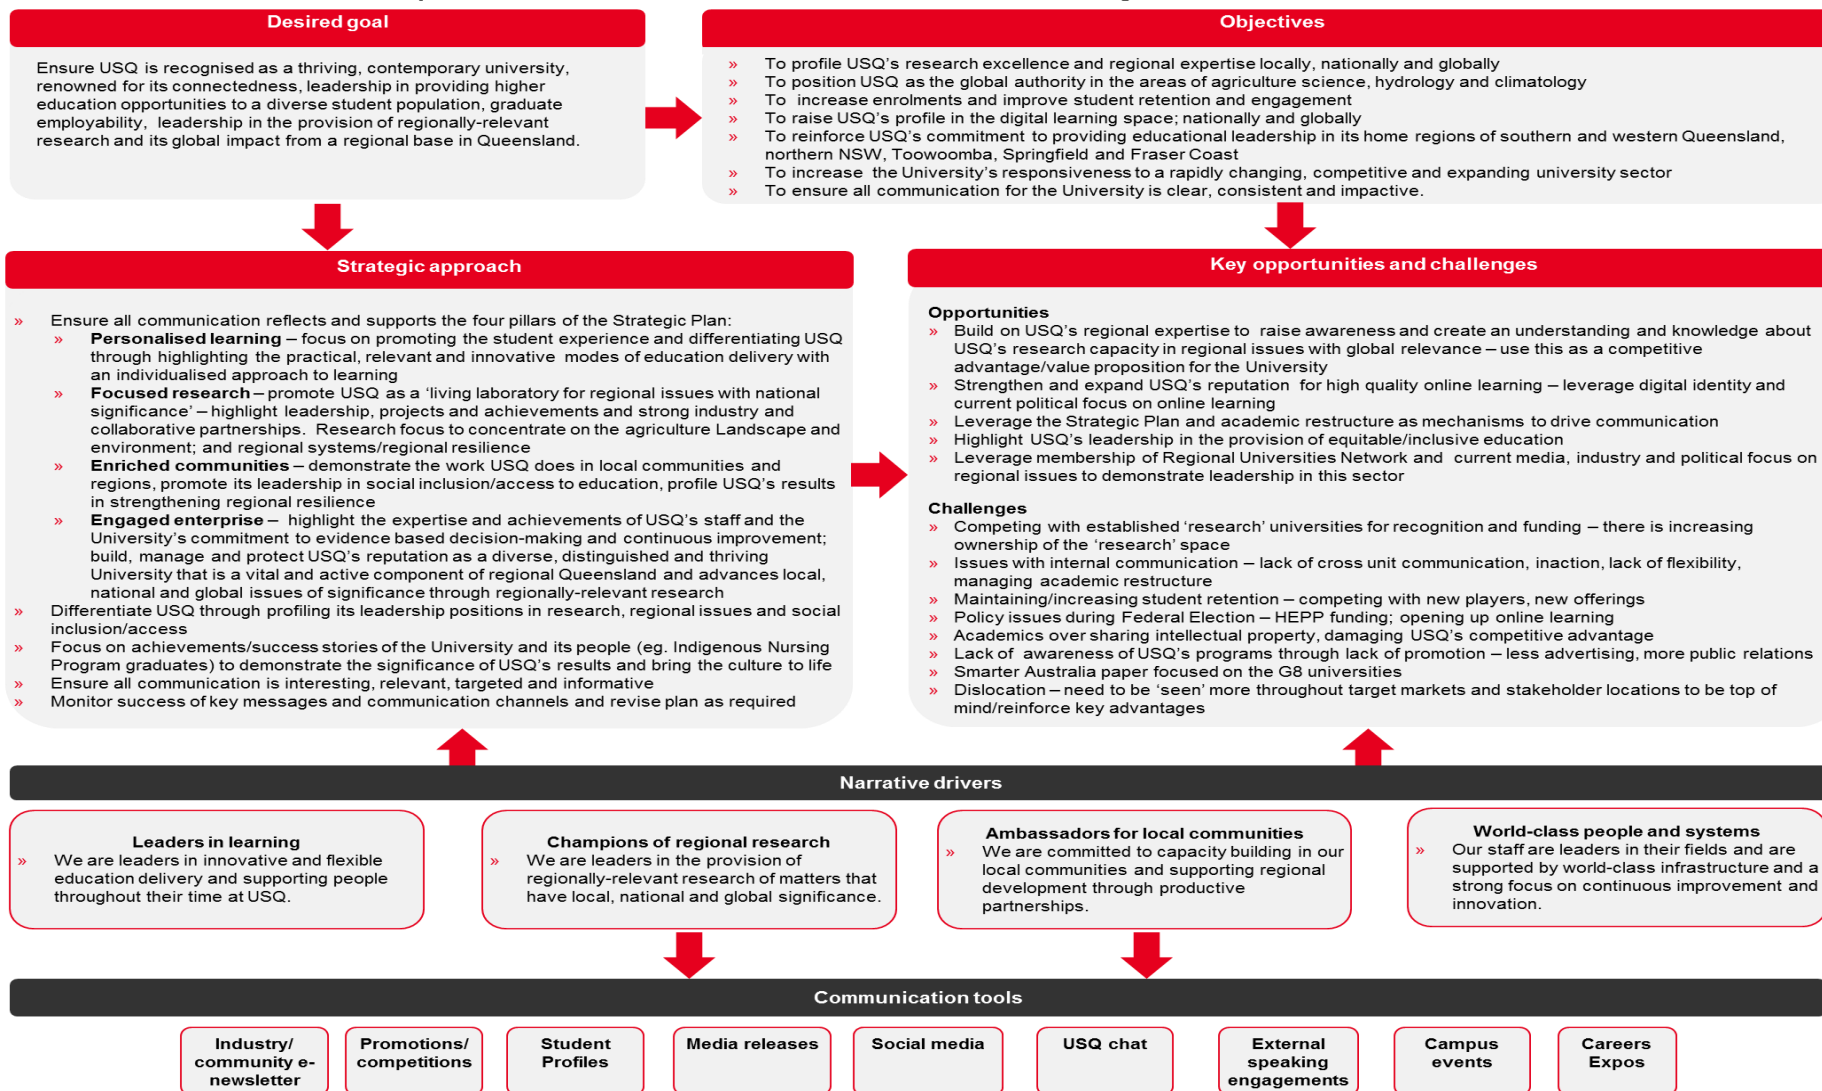 Desired goal
Ensure USQ is recognised as a thriving, contemporary university,
renowned for its connectedness, leadership in providing higher
education opportunities to a diverse student population, graduate
employability, leadership in the provision of regionally-relevant
research and its global impact from a regional base in Queensland.
Objectives
» To profile USQ's research excellence and regional expertise locally, nationally and globally
» To position USQ as the global authority in the areas of agriculture science, hydrology and climatology
» To increase enrolments and improve student retention and engagement
» To raise USQ's profile in the digital learning space; nationally and globally
» To reinforce USQ's commitment to providing educational leadership in its home regions of southern and western Queensland,
northern NSW, Toowoomba, Springfield and Fraser Coast
» To increase the University's responsiveness to a rapidly changing, competitive and expanding university sector
» To ensure all communication for the University is clear, consistent and impactive.
Strategic approach
» Ensure all communication reflects and supports the four pillars of the Strategic Plan:
» Personalised learning – focus on promoting the student experience and differentiating USQ
through highlighting the practical, relevant and innovative modes of education delivery with
an individualised approach to learning
» Focused research – promote USQ as a 'living laboratory for regional issues with national
significance' – highlight leadership, projects and achievements and strong industry and
collaborative partnerships. Research focus to concentrate on the agriculture Landscape and
environment; and regional systems/regional resilience
» Enriched communities – demonstrate the work USQ does in local communities and
regions, promote its leadership in social inclusion/access to education, profile USQ's results
in strengthening regional resilience
» Engaged enterprise – highlight the expertise and achievements of USQ's staff and the
University's commitment to evidence based decision-making and continuous improvement;
build, manage and protect USQ's reputation as a diverse, distinguished and thriving
University that is a vital and active component of regional Queensland and advances local,
national and global issues of significance through regionally-relevant research
» Differentiate USQ through profiling its leadership positions in research, regional issues and social
inclusion/access
» Focus on achievements/success stories of the University and its people (eg. Indigenous Nursing
Program graduates) to demonstrate the significance of USQ's results and bring the culture to life
» Ensure all communication is interesting, relevant, targeted and informative
» Monitor success of key messages and communication channels and revise plan as required
Key opportunities and challenges
Opportunities
» Build on USQ's regional expertise to raise awareness and create an understanding and knowledge about
USQ's research capacity in regional issues with global relevance – use this as a competitive
advantage/value proposition for the University
» Strengthen and expand USQ's reputation for high quality online learning – leverage digital identity and
current political focus on online learning
» Leverage the Strategic Plan and academic restructure as mechanisms to drive communication
» Highlight USQ's leadership in the provision of equitable/inclusive education
» Leverage membership of Regional Universities Network and current media, industry and political focus on
regional issues to demonstrate leadership in this sector
Challenges
» Competing with established 'research' universities for recognition and funding – there is increasing
ownership of the 'research' space
» Issues with internal communication – lack of cross unit communication, inaction, lack of flexibility,
managing academic restructure
» Maintaining/increasing student retention – competing with new players, new offerings
» Policy issues during Federal Election – HEPP funding; opening up online learning
» Academics over sharing intellectual property, damaging USQ's competitive advantage
» Lack of awareness of USQ's programs through lack of promotion – less advertising, more public relations
» Smarter Australia paper focused on the G8 universities
» Dislocation – need to be 'seen' more throughout target markets and stakeholder locations to be top of
mind/reinforce key advantages
Narrative drivers
Leaders in learning
» We are leaders in innovative and flexible
education delivery and supporting people
throughout their time at USQ.
Champions of regional research
» We are leaders in the provision of
regionally-relevant research of matters that
have local, national and global significance.
Ambassadors for local communities
» We are committed to capacity building in our
local communities and supporting regional
development through productive
partnerships.
World-class people and systems
» Our staff are leaders in their fields and are
supported by world-class infrastructure and a
strong focus on continuous improvement and
innovation.
Communication tools
Industry/
community e-
newsletter
Promotions/
competitions
Student
Profiles
Media releases
Social media
USQ chat
External
speaking
engagements
Campus
events
Careers
Expos